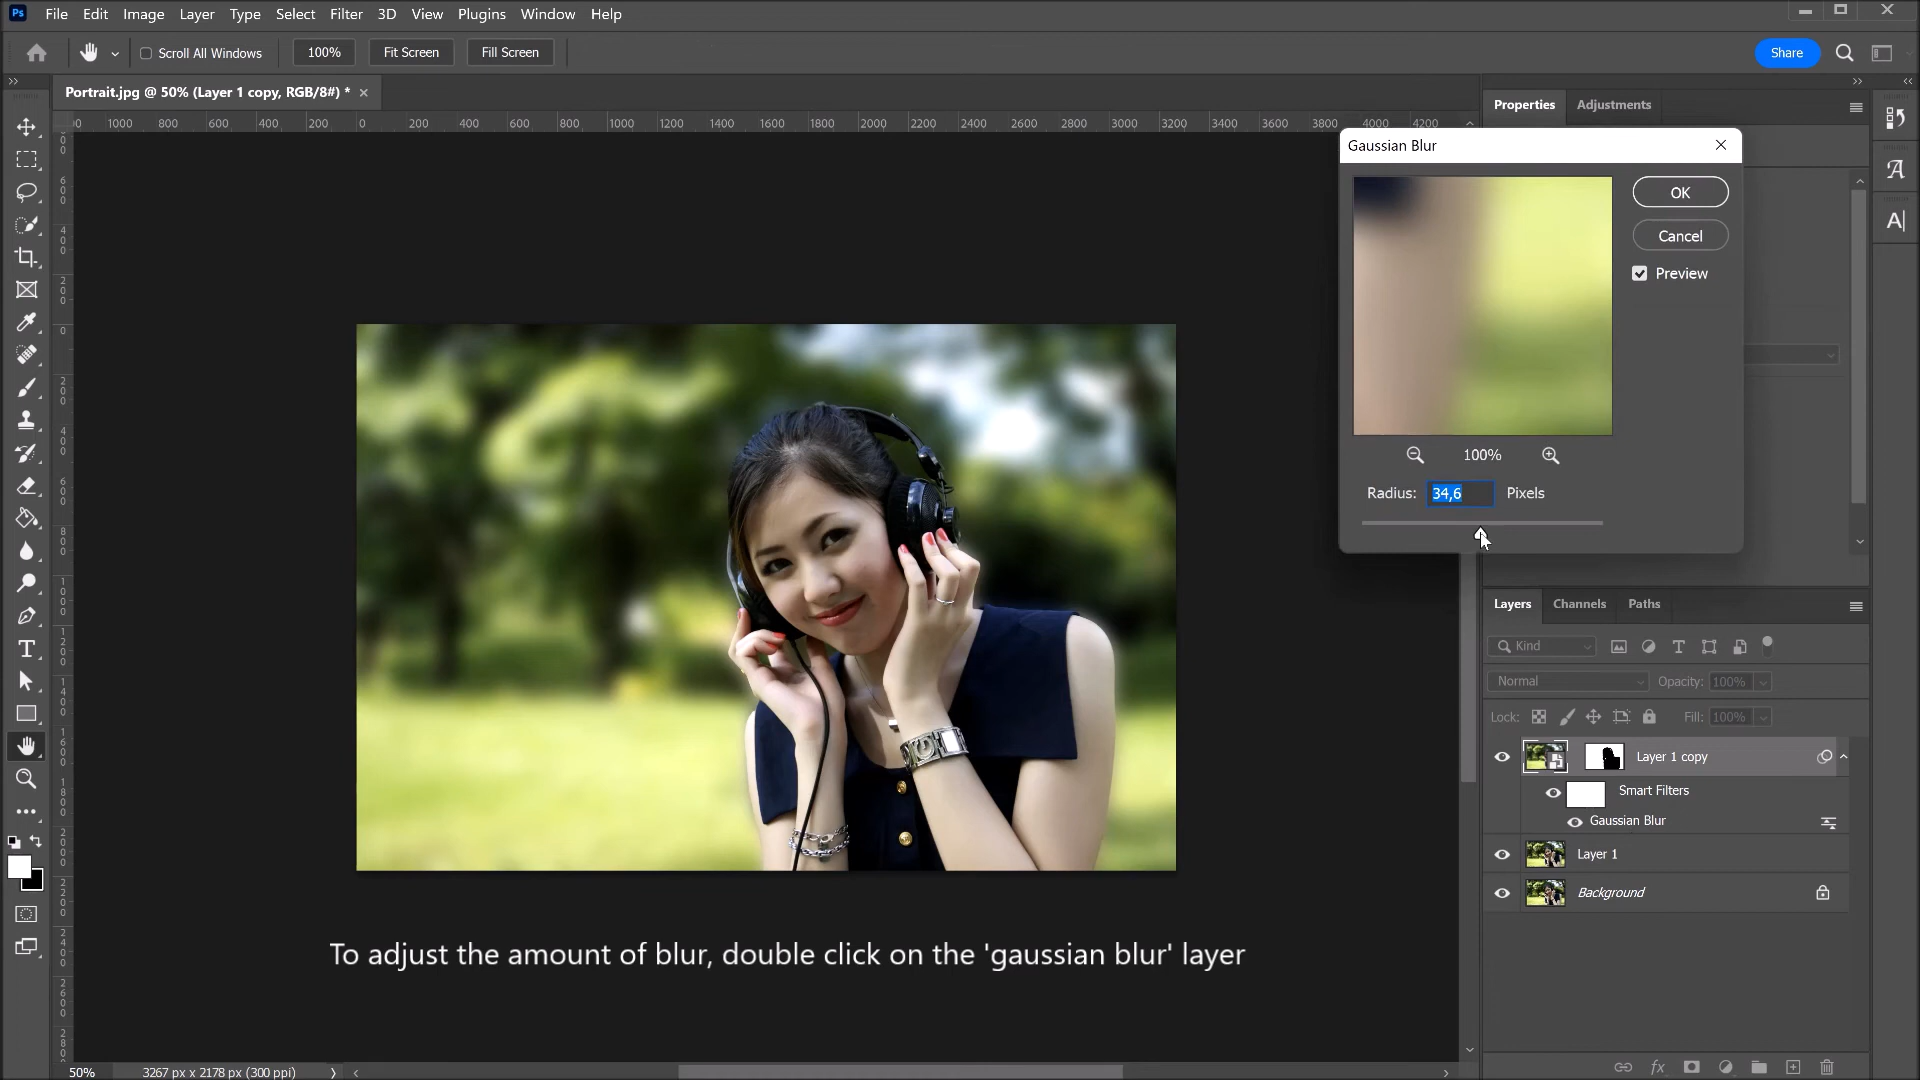 Ps File Edit Image Layer Type Select Filter 3D View Plugins Window Help
Scroll All Windows 100% Fit Screen Fill Screen Share
Portrait.jpg @ 50% (Layer 1 copy, RGB/8#) * ×
1000 800 600 400 200 0 200 400 600 800 1000 1200 1400 1600 1800 2000 2200 2400 2600 2800 3000 3200 3400 3600 3800 4000 4200
Properties Adjustments
Gaussian Blur
OK
Cancel
Preview
100%
Radius: 34,6 Pixels
Layers Channels Paths
Kind
Normal Opacity: 100%
Lock: Fill: 100%
Layer 1 copy
Smart Filters
Gaussian Blur
Layer 1
Background
To adjust the amount of blur, double click on the 'gaussian blur' layer
50% 3267 px x 2178 px (300 ppi)